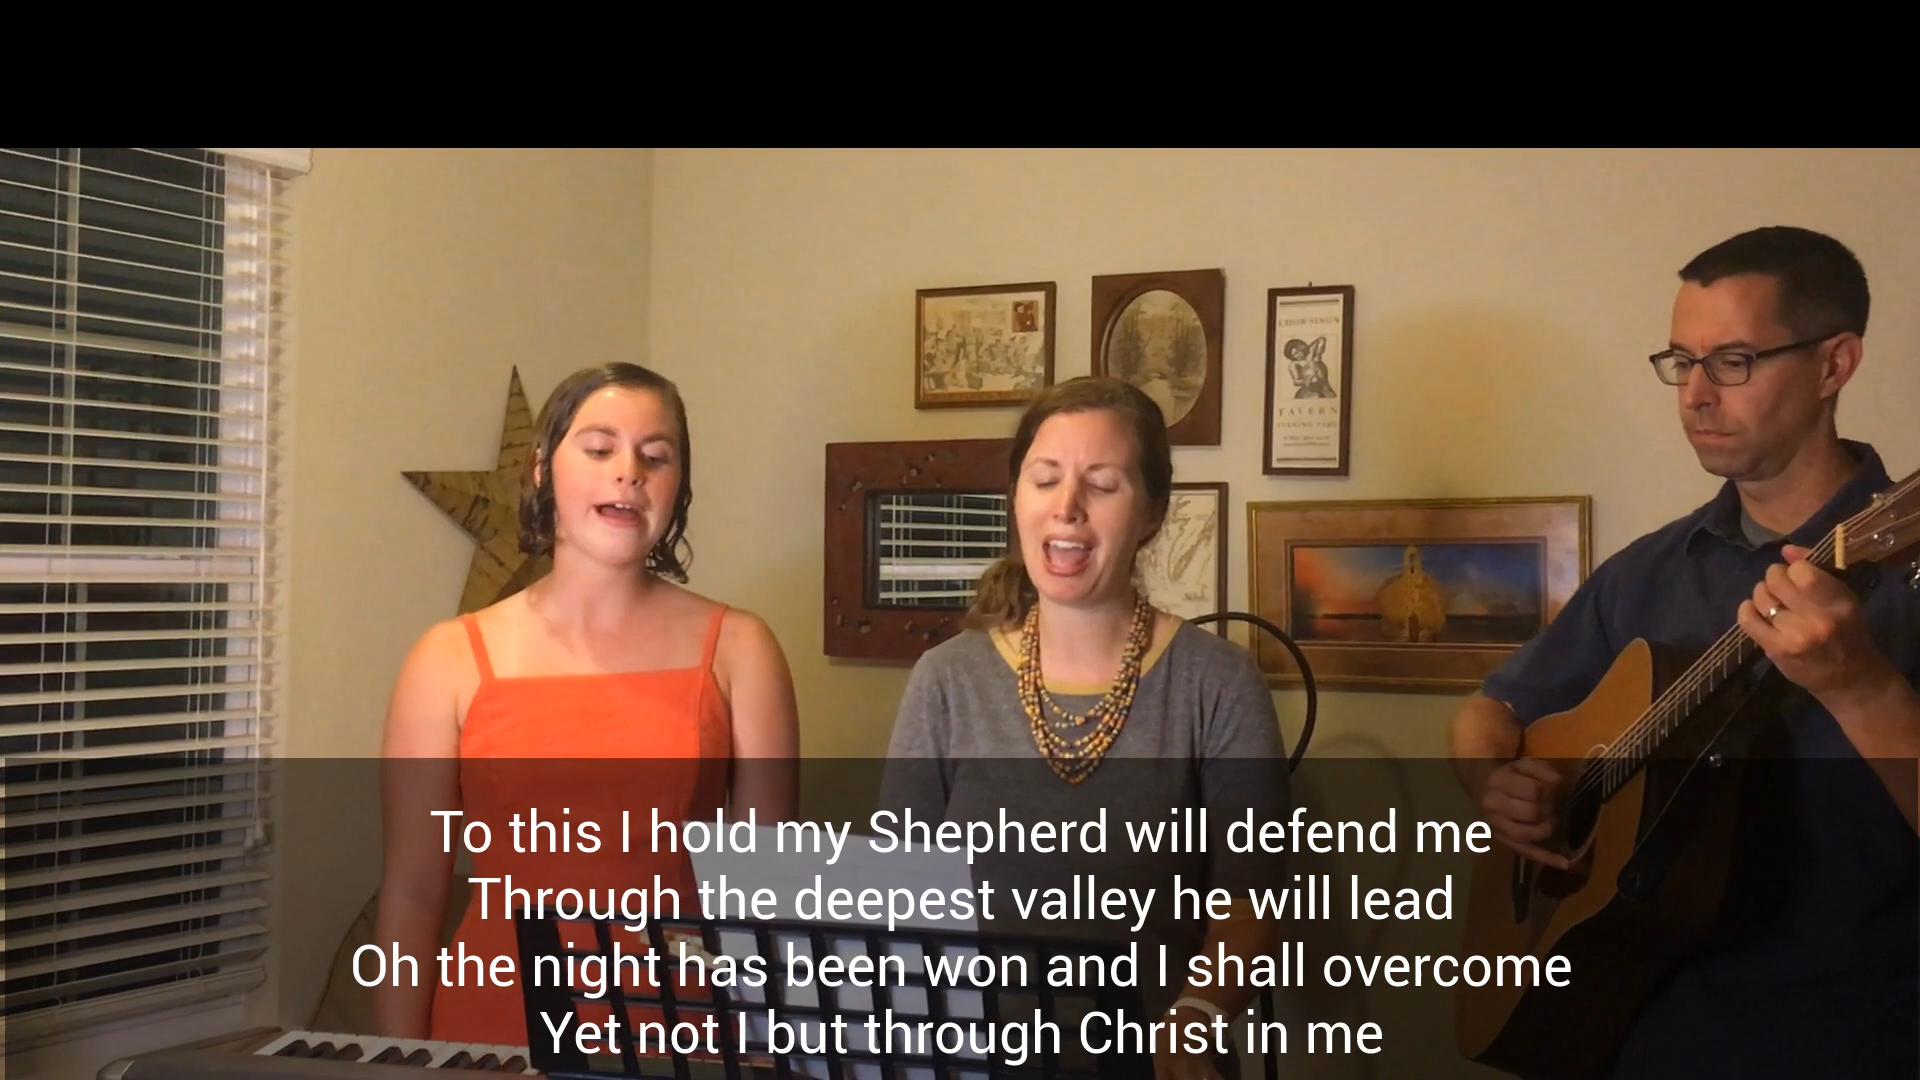 CHOWSING'S
TAVERN
To this I hold my Shepherd will defend me
Through the deepest valley he will lead
Oh the night has been won and I shall overcome
Yet not I but through Christ in me